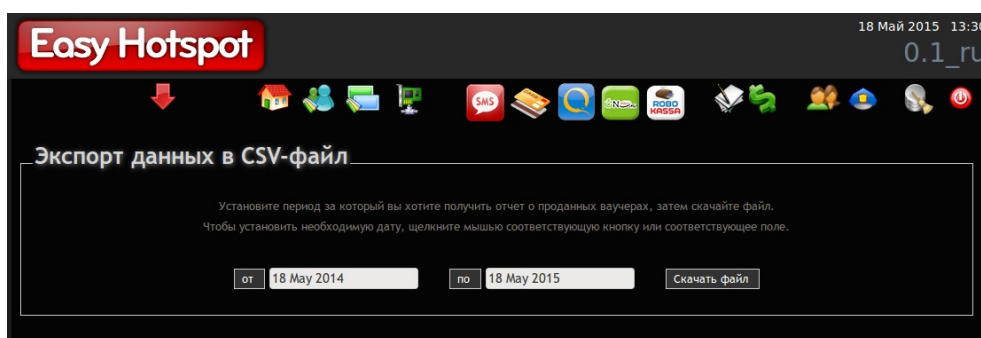 Easy Hotspot
18 Май 2015 13:30
0.1_ru
SMS
ROBO
KASSA
Экспорт данных в CSV-файл
Установите период за который вы хотите получить отчет о проданных ваучерах, затем скачайте файл.
Чтобы установить необходимую дату, щелкните мышью соответствующую кнопку или соответствующее поле.
от 18 May 2014 по 18 May 2015 Скачать файл